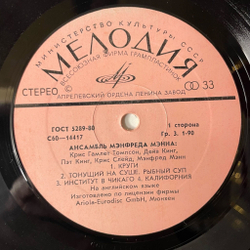 МИНИСТЕРСТВО КУЛЬТУРЫ СССР
МЕЛОДИЯ
ВСЕСОЮЗНАЯ ФИРМА ГРАМПЛАСТИНОК
СТЕРЕО
33
АПРЕЛЕВСКИЙ ОРДЕНА ЛЕНИНА ЗАВОД
ГОСТ 5289-80
1 сторона
С60—14417
Гр. 3. 1-90
АНСАМБЛЬ МЭНФРЕДА МЭННА:
Крис Гамлет Томпсон, Дэйв Кинг,
Пат Кинг, Крис Слейд, Манфред Мэнн
1. КРУГИ
2. ТОНУЩИЙ НА СУШЕ. РЫБНЫЙ СУП
3. ИНСТИТУТ В ЧИКАГО 4. КАЛИФОРНИЯ
На английском языке
Изготовлено по лицензии фирмы
Ariola-Eurodisc GmbH, Мюнхен